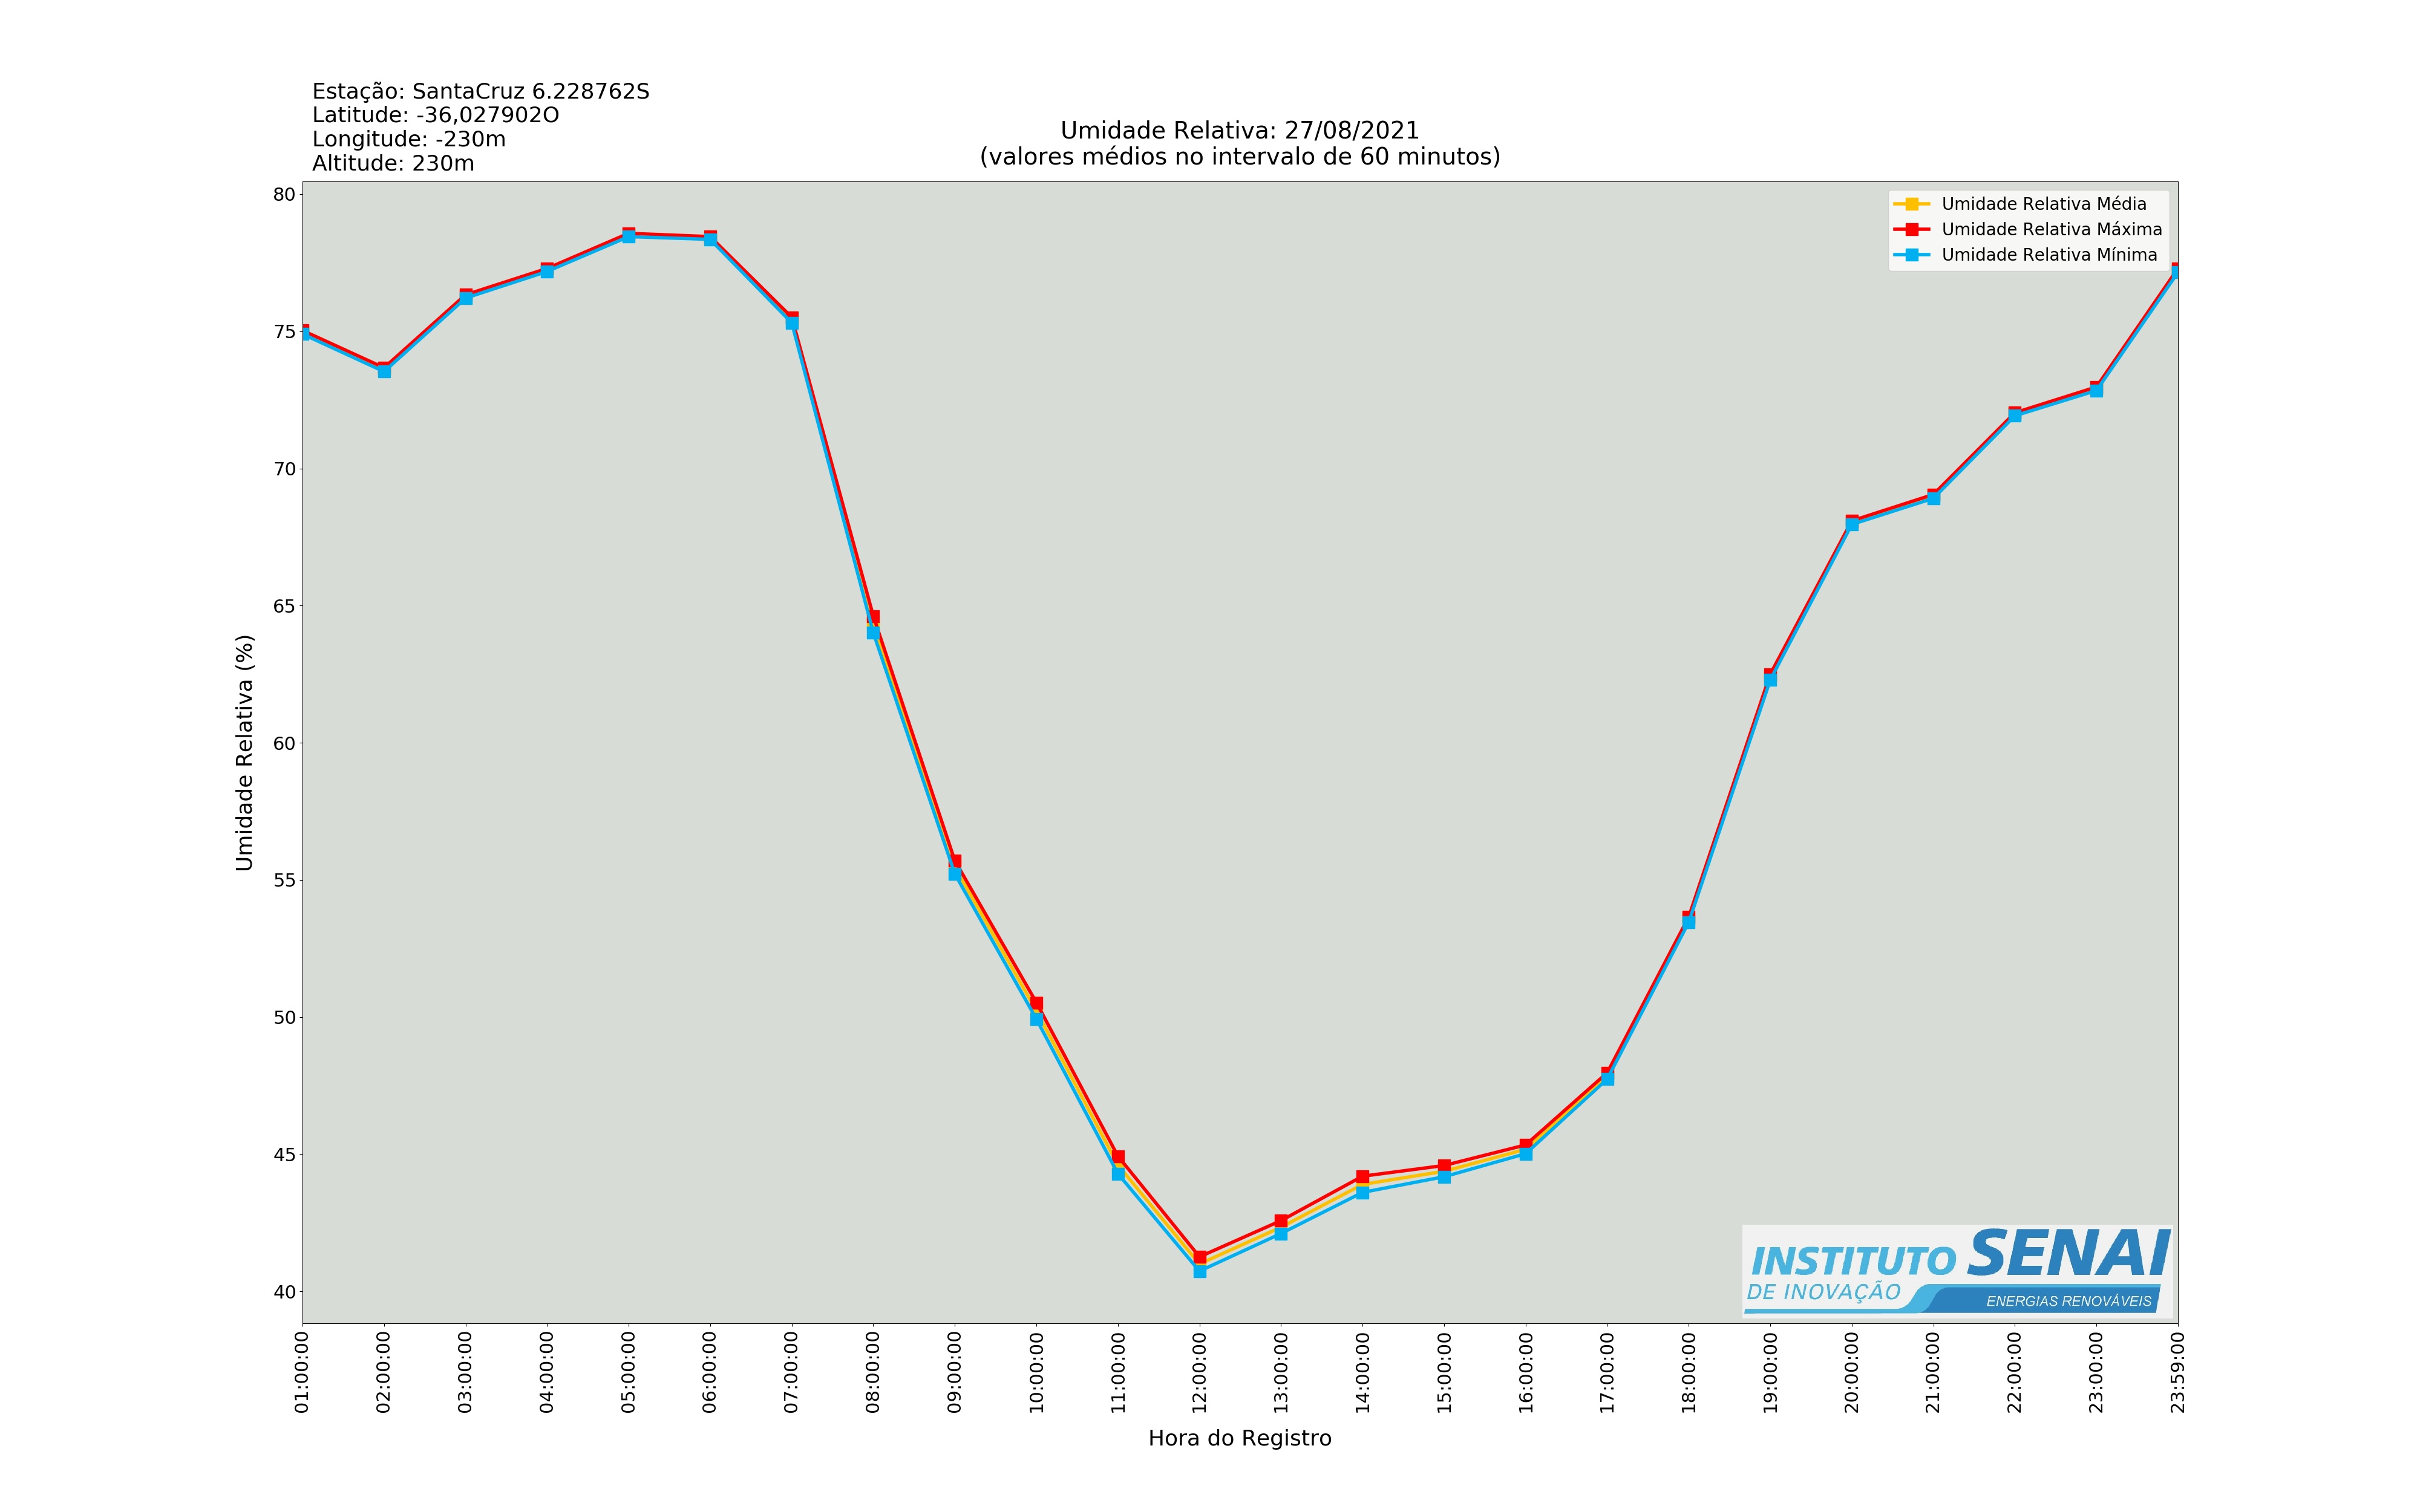 Estação: SantaCruz 6.228762S
Latitude: -36,027902O
Longitude: -230m
Altitude: 230m
Umidade Relativa: 27/08/2021
(valores médios no intervalo de 60 minutos)
Umidade Relativa Média
Umidade Relativa Máxima
Umidade Relativa Mínima
Umidade Relativa (%)
80
75
70
65
60
55
50
45
40
INSTITUTO SENAI
DE INOVAÇÃO
ENERGIAS RENOVÁVEIS
01:00:00
02:00:00
03:00:00
04:00:00
05:00:00
06:00:00
07:00:00
08:00:00
09:00:00
10:00:00
11:00:00
12:00:00
13:00:00
14:00:00
15:00:00
16:00:00
17:00:00
18:00:00
19:00:00
20:00:00
21:00:00
22:00:00
23:00:00
23:59:00
Hora do Registro